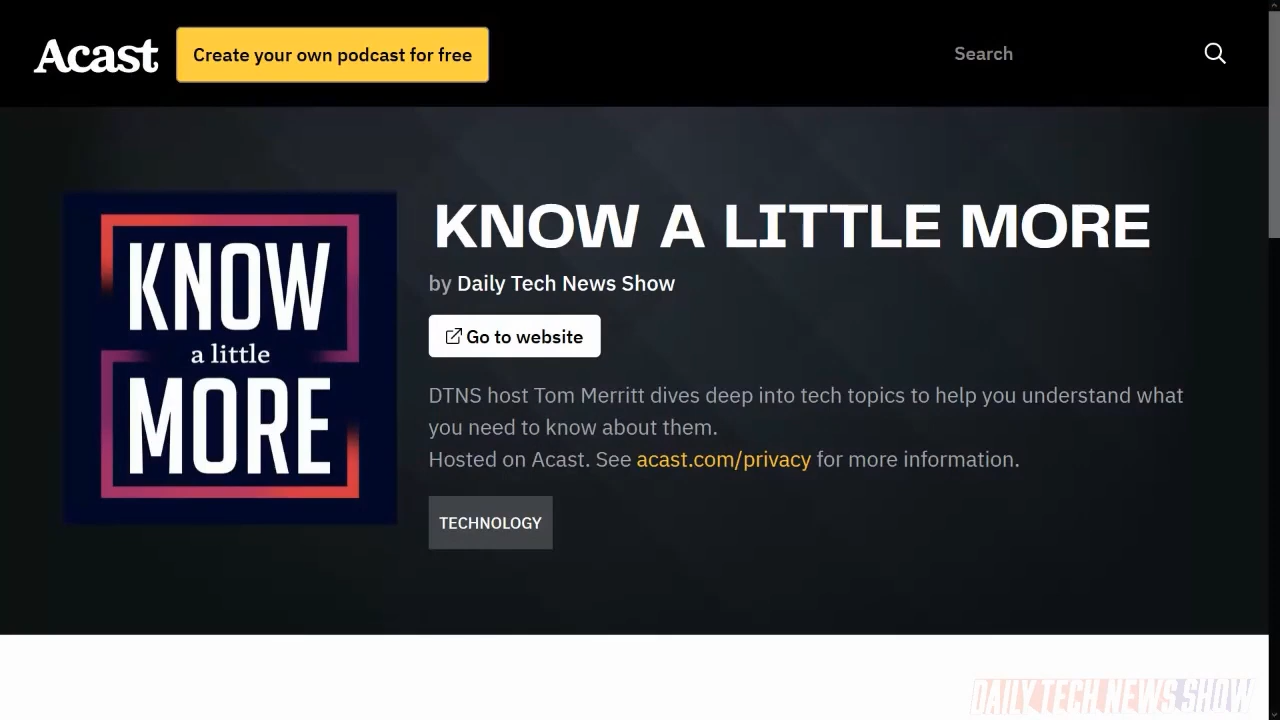 Acast
Create your own podcast for free
Search
KNOW
a little
MORE
KNOW A LITTLE MORE
by Daily Tech News Show
Go to website
DTNS host Tom Merritt dives deep into tech topics to help you understand what
you need to know about them.
Hosted on Acast. See acast.com/privacy for more information.
TECHNOLOGY
DAILY TECH NEWS SHOW